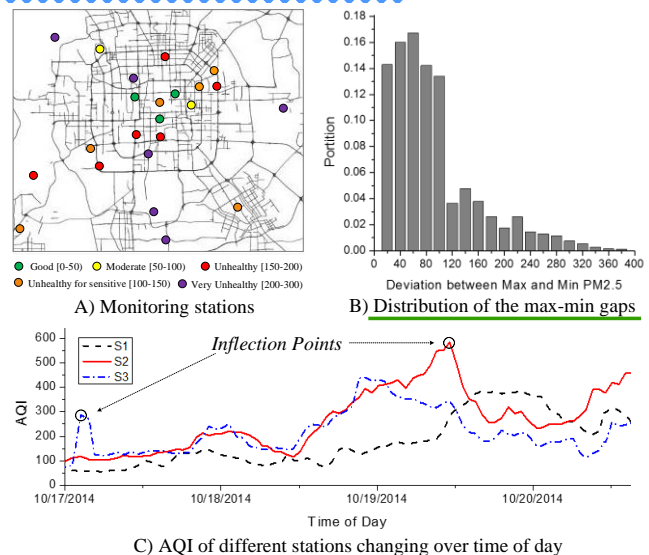 0.18
0.16
0.14
0.12
0.10
0.08
0.06
0.04
0.02
0.00
Portition
0 40 80 120 160 200 240 280 320 360 400
Deviation between Max and Min PM2.5
Good [0-50) Moderate [50-100) Unhealthy [150-200)
Unhealthy for sensitive [100-150) Very Unhealthy [200-300)
A) Monitoring stations
B) Distribution of the max-min gaps
600
500
400
300
200
100
0
AQI
S1
S2
S3
Inflection Points
10/17/2014 10/18/2014 10/19/2014 10/20/2014
Time of Day
C) AQI of different stations changing over time of day